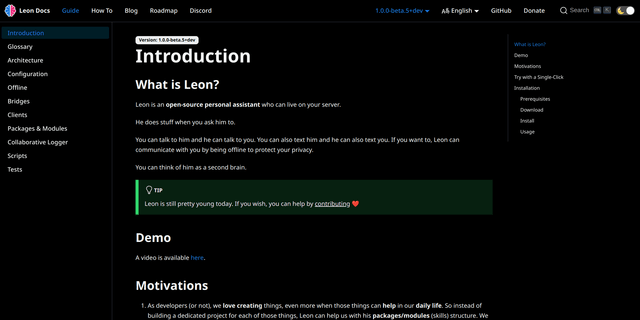 Leon Docs
Guide
How To
Blog
Roadmap
Discord
1.0.0-beta.5+dev
English
GitHub
Donate
Search
Introduction
Glossary
Architecture
Configuration
Offline
Bridges
Clients
Packages & Modules
Collaborative Logger
Scripts
Tests
Version: 1.0.0-beta.5+dev
Introduction
What is Leon?
Leon is an open-source personal assistant who can live on your server.
He does stuff when you ask him to.
You can talk to him and he can talk to you. You can also text him and he can also text you. If you want to, Leon can
communicate with you by being offline to protect your privacy.
You can think of him as a second brain.
TIP
Leon is still pretty young today. If you wish, you can help by contributing ❤️
Demo
A video is available here.
Motivations
1. As developers (or not), we love creating things, even more when those things can help in our daily life. So instead of
building a dedicated project for each of those things, Leon can help us with his packages/modules (skills) structure. We
What is Leon?
Demo
Motivations
Try with a Single-Click
Installation
Prerequisites
Download
Install
Usage